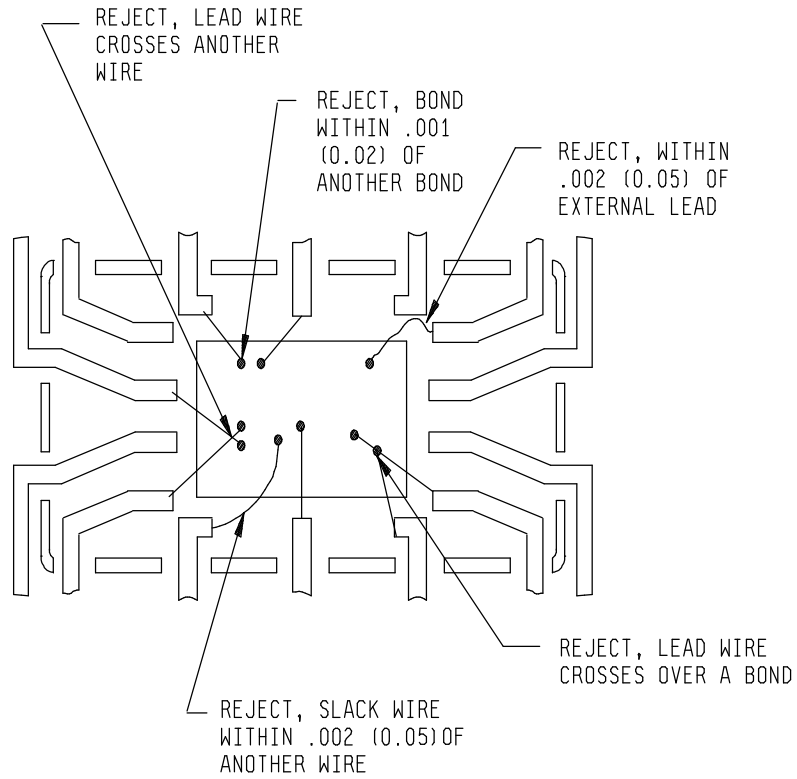 REJECT, LEAD WIRE
CROSSES ANOTHER
WIRE
REJECT, BOND
WITHIN .001
(0.02) OF
ANOTHER BOND
REJECT, WITHIN
.002 (0.05) OF
EXTERNAL LEAD
REJECT, LEAD WIRE
CROSSES OVER A BOND
REJECT, SLACK WIRE
WITHIN .002 (0.05)OF
ANOTHER WIRE